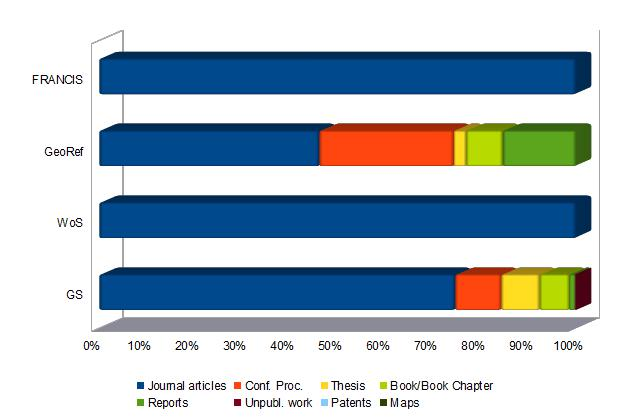 FRANCIS
GeoRef
WoS
GS
0% 10% 20% 30% 40% 50% 60% 70% 80% 90% 100%
Journal articles Conf. Proc. Thesis Book/Book Chapter
Reports Unpubl. work Patents Maps